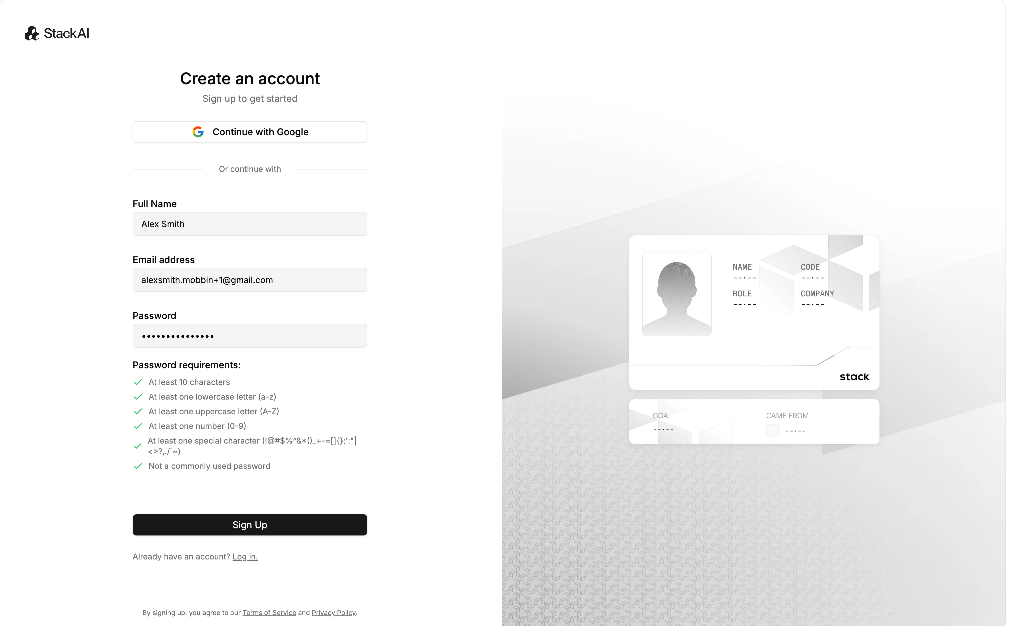 StackAI
Create an account
Sign up to get started
Continue with Google
Or continue with
Full Name
Alex Smith
Email address
alexsmith.mobbin+1@gmail.com
Password
•••••••••••••••
Password requirements:
At least 10 characters
At least one lowercase letter (a-z)
At least one uppercase letter (A-Z)
At least one number (0-9)
At least one special character (!@#$%^&*()_+-=[]{};':"|
<>?,./`~)
Not a commonly used password
Sign Up
Already have an account? Log in.
By signing up, you agree to our Terms of Service and Privacy Policy.
NAME CODE
--.-- --.--
ROLE COMPANY
--.-- --.--
stack
GOAL CAME FROM
--.-- --.--